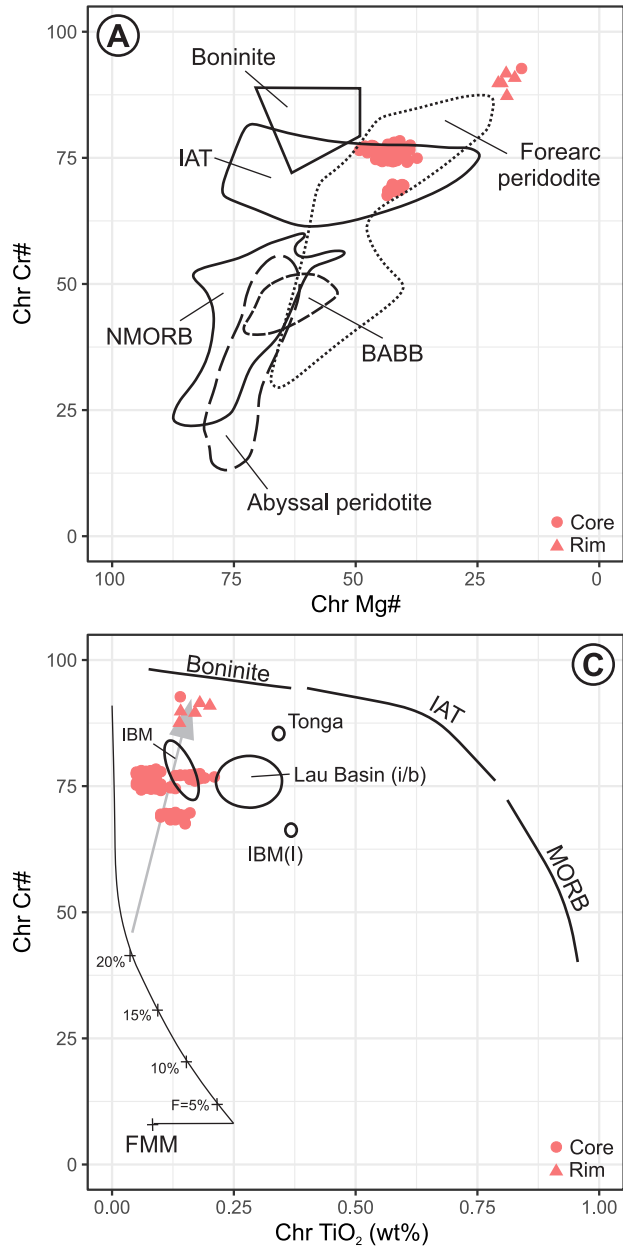 A
100
75
50
25
0
Chr Cr#
Boninite
IAT
Forearc
peridodite
NMORB
BABB
Abyssal peridotite
Core
Rim
100
75
50
25
0
Chr Mg#
C
100
75
50
25
0
Chr Cr#
Boninite
IAT
MORB
IBM
Tonga
Lau Basin (i/b)
IBM(I)
20%
15%
10%
F=5%
FMM
Core
Rim
0.00
0.25
0.50
0.75
1.00
Chr TiO₂ (wt%)